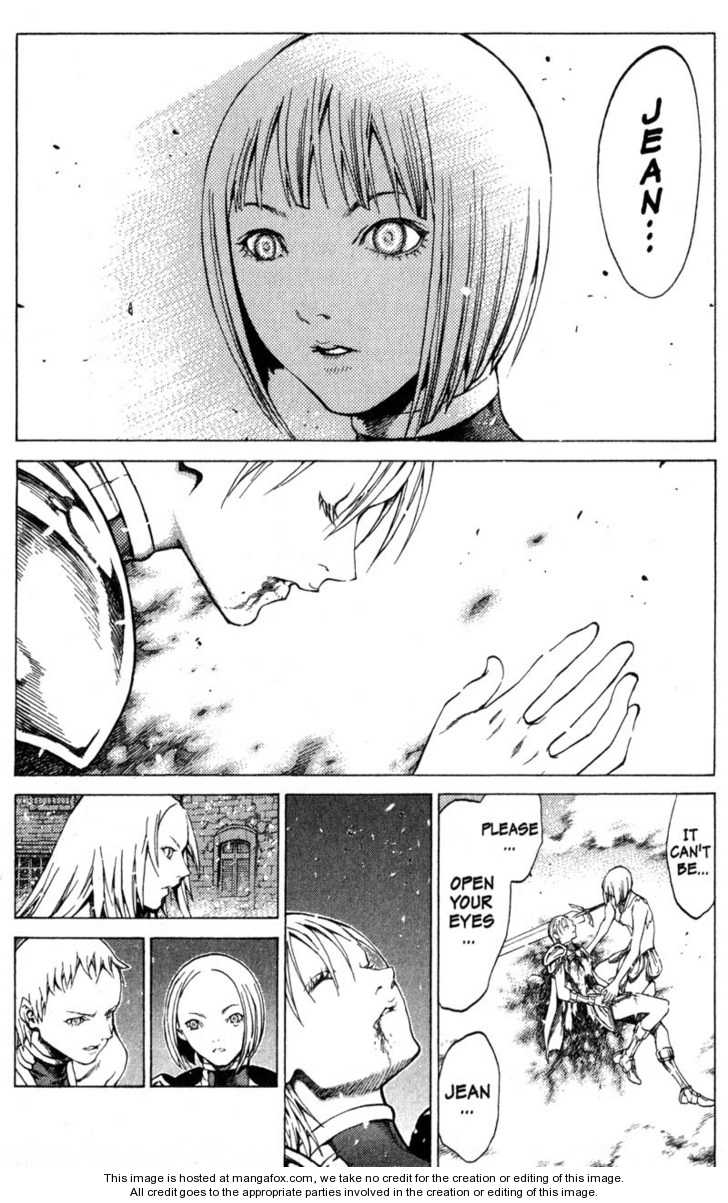 JEAN...
IT
CAN'T
BE...
PLEASE
...
OPEN
YOUR
EYES
...
JEAN
...
This image is hosted at mangafox.com, we take no credit for the creation or editing of this image.
All credit goes to the appropriate parties involved in the creation or editing of this image.